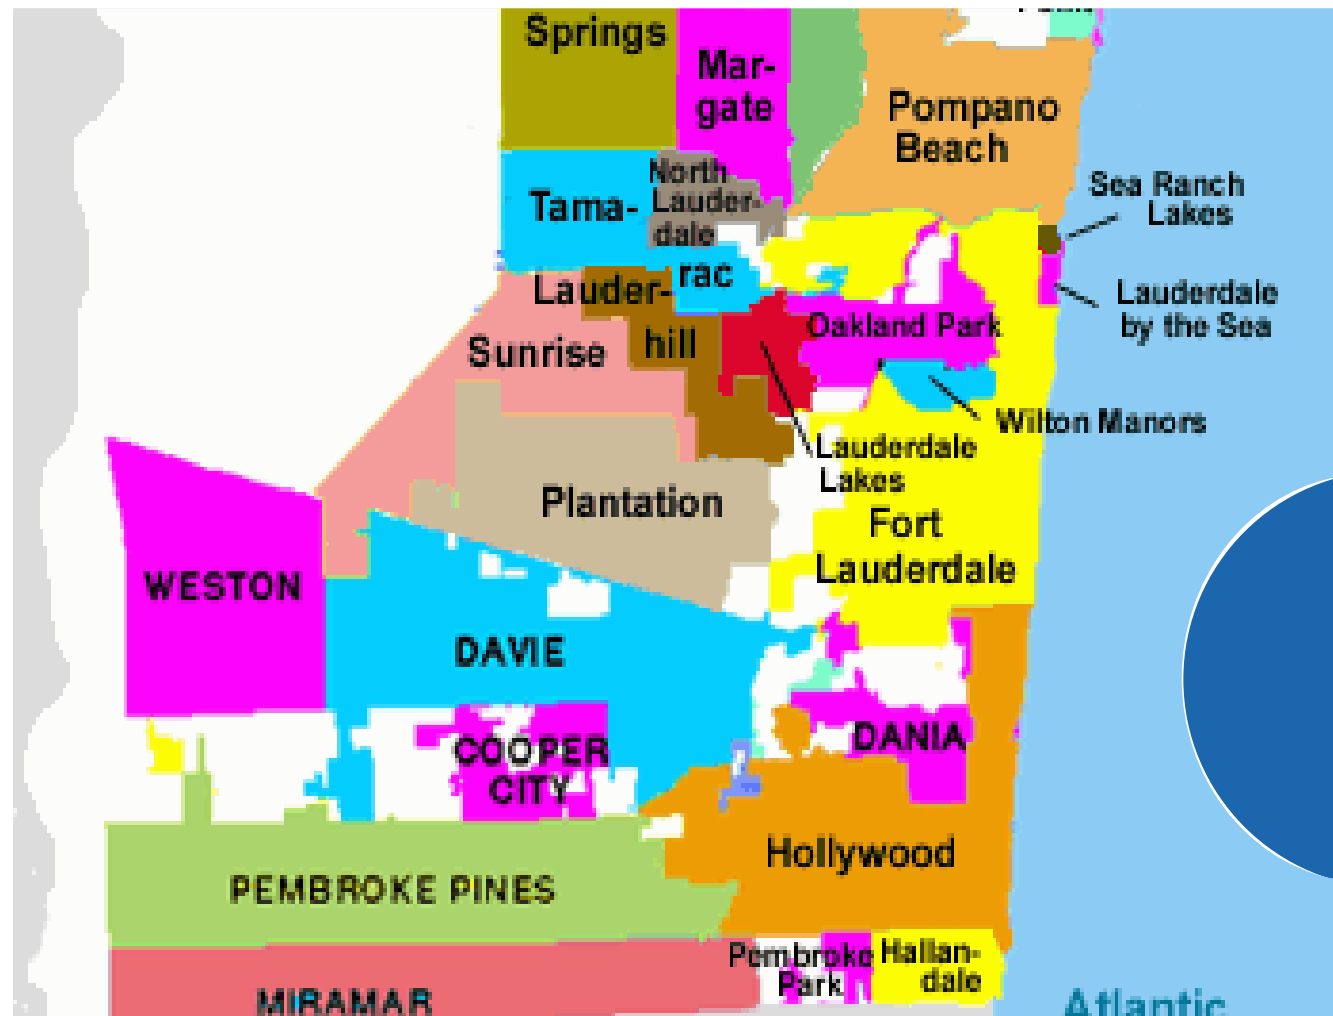 Springs
Mar-
gate
Pompano
Beach
Sea Ranch
Lakes
North
Lauder-
dale
Tama-
rac
Lauder-
hill
Lauderdale
by the Sea
Oakland Park
Sunrise
Wilton Manors
Lauderdale
Lakes
Plantation
Fort
Lauderdale
WESTON
DAVIE
COOPER
CITY
DANIA
Hollywood
PEMBROKE PINES
Pembroke
Park
Hallan-
dale
MIRAMAR
Atlantic